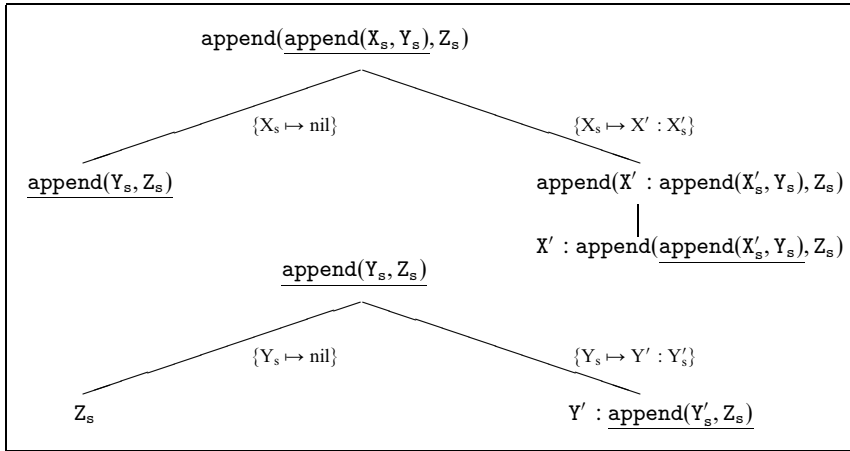 append(append(Xₛ, Yₛ), Zₛ)
{Xₛ ↦ nil} {Xₛ ↦ X′ : X′ₛ}
append(Yₛ, Zₛ) append(X′ : append(X′ₛ, Yₛ), Zₛ)
X′ : append(append(X′ₛ, Yₛ), Zₛ)
append(Yₛ, Zₛ)
{Yₛ ↦ nil} {Yₛ ↦ Y′ : Y′ₛ}
Zₛ Y′ : append(Y′ₛ, Zₛ)